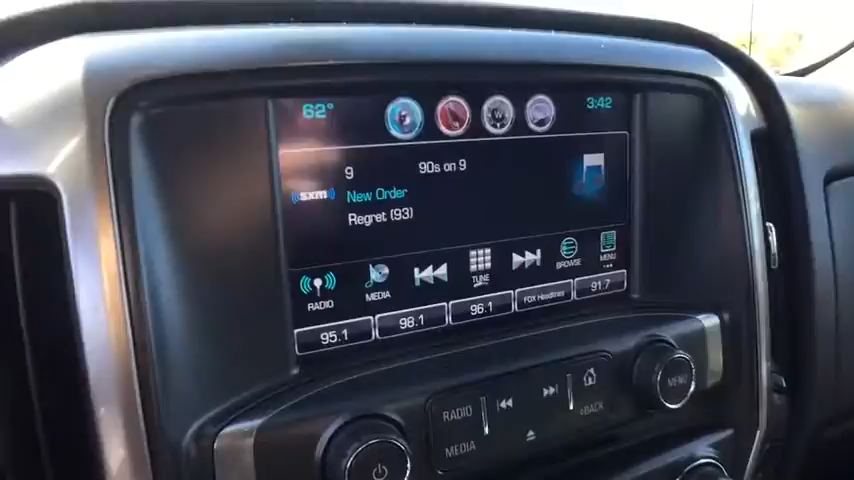 62° 3:42
9 90s on 9
sxm New Order
Regret (93)
RADIO MEDIA TUNE BROWSE MENU
95.1 98.1 96.1 FOX Headlines 91.7
RADIO MENU
MEDIA BACK